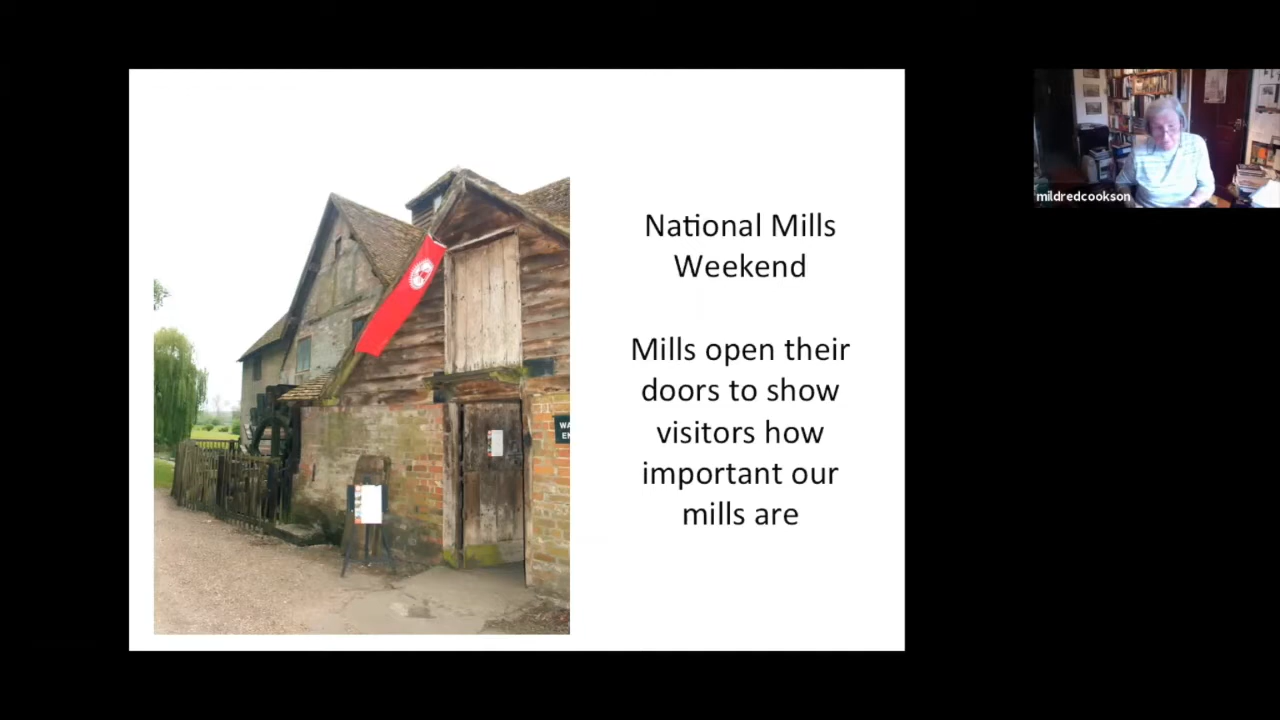 National Mills
Weekend
Mills open their
doors to show
visitors how
important our
mills are
mildredcookson